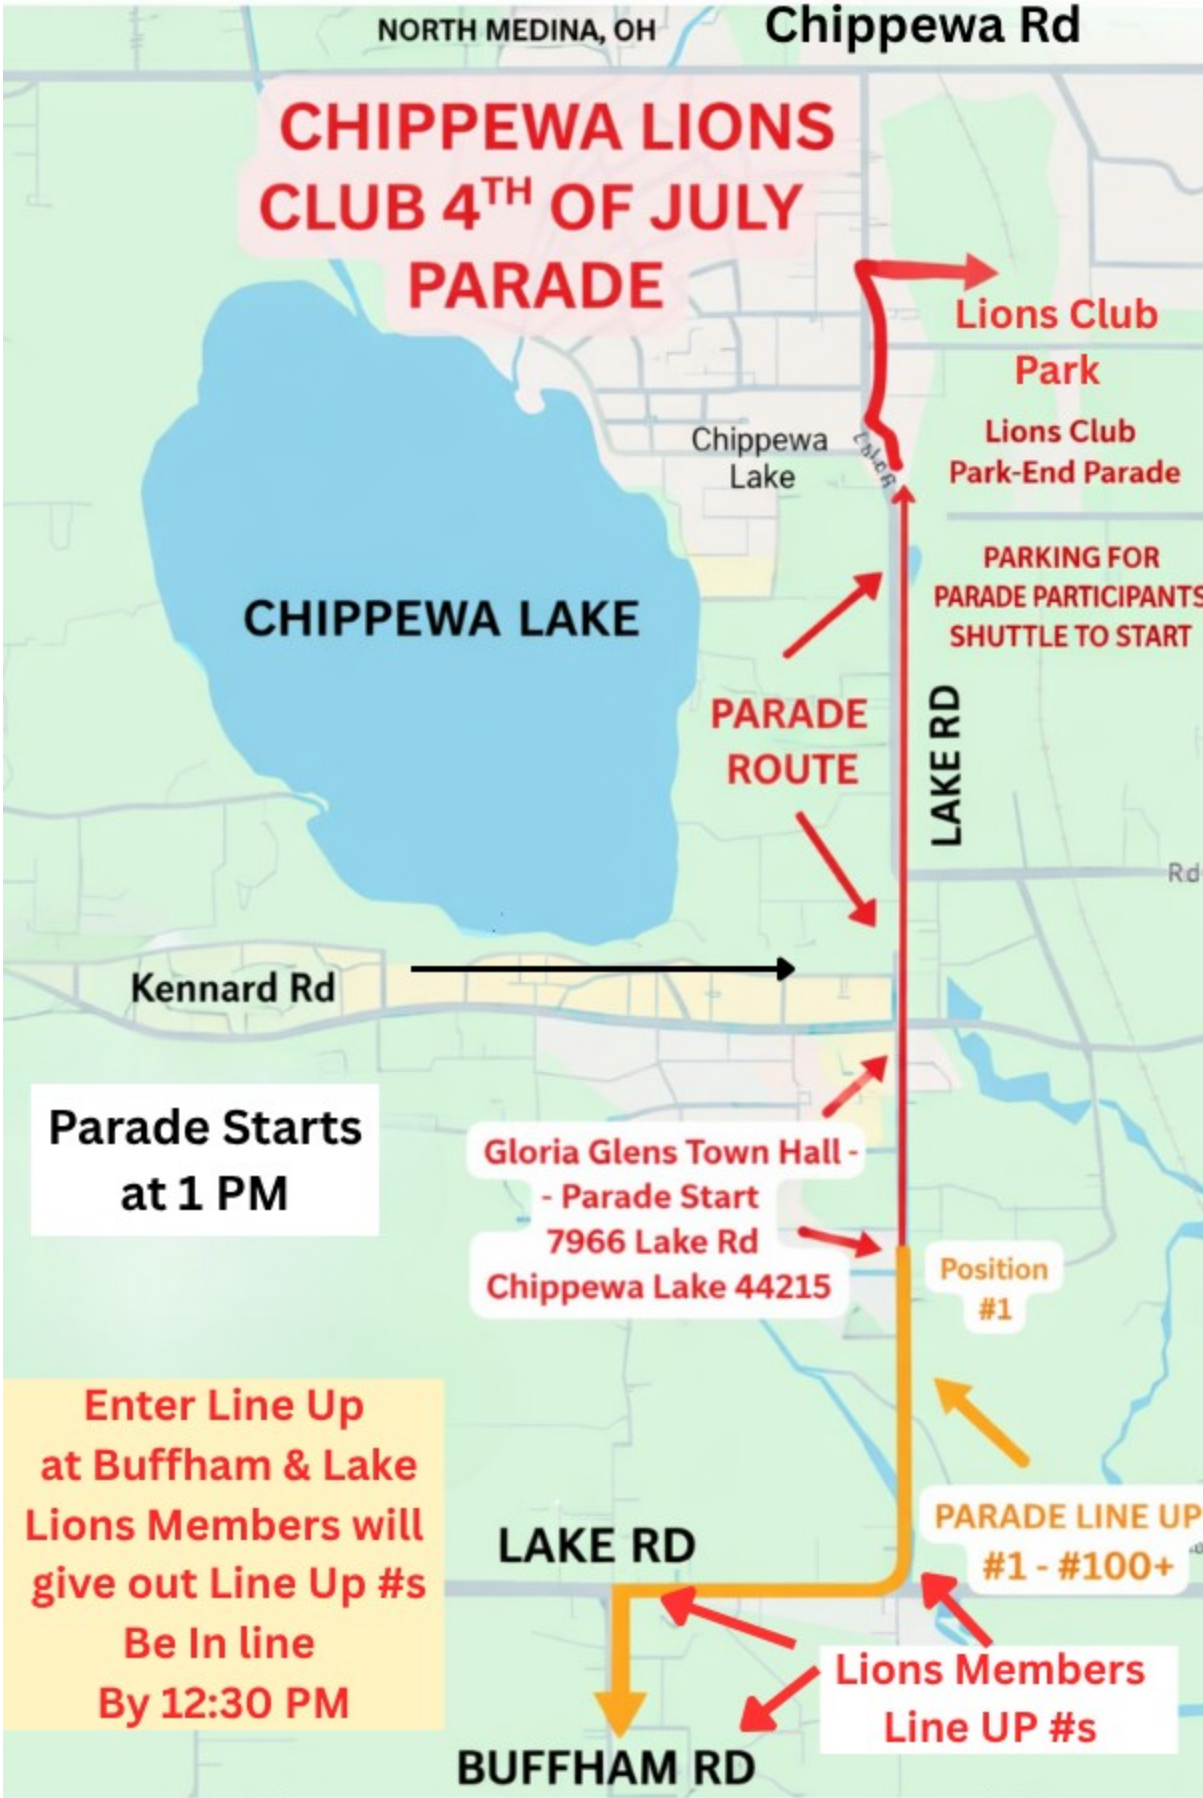 NORTH MEDINA, OH
Chippewa Rd
CHIPPEWA LIONS
CLUB 4TH OF JULY
PARADE
Lions Club
Park
Lions Club
Park-End Parade
Chippewa
Lake
PARKING FOR
PARADE PARTICIPANTS
SHUTTLE TO START
CHIPPEWA LAKE
PARADE
ROUTE
LAKE RD
Rd
Kennard Rd
Parade Starts
at 1 PM
Gloria Glens Town Hall -
- Parade Start
7966 Lake Rd
Chippewa Lake 44215
Position
#1
Enter Line Up
at Buffham & Lake
Lions Members will
give out Line Up #s
Be In line
By 12:30 PM
PARADE LINE UP
#1 - #100+
LAKE RD
Lions Members
Line UP #s
BUFFHAM RD